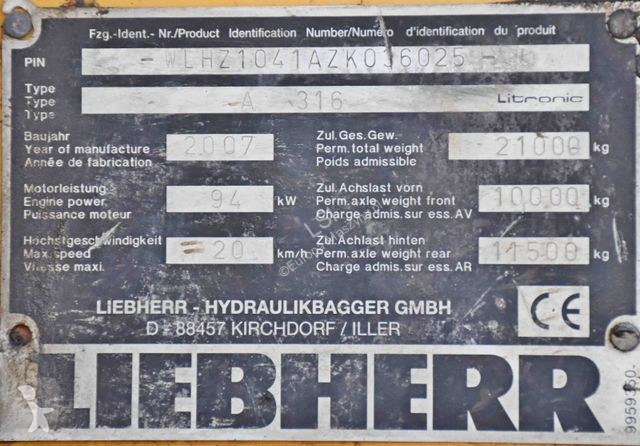 Fzg.-Ident.- Nr./Product Identification Number/Numéro d'identification du produit
PIN - WLHZ1041AZK036025 -
Type
Type A 316 Litronic
Type
Baujahr
Year of manufacture 2007
Année de fabrication
Zul.Ges.Gew.
Perm.total weight 21000 kg
Poids admissible
Motorleistung
Engine power 94 kW
Puissance moteur
Zul.Achslast vorn
Perm.axle weight front 10000 kg
Charge admis.sur ess.AV
Höchstgeschwindigkeit
Max.speed = 20 km/h
Vitesse maxi.
Zul.Achlast hinten
Perm.axle weight rear 11500 kg
Charge admis.sur ess.AR
LIEBHERR - HYDRAULIKBAGGER GMBH
D - 88457 KIRCHDORF / ILLER
CE
LIEBHERR